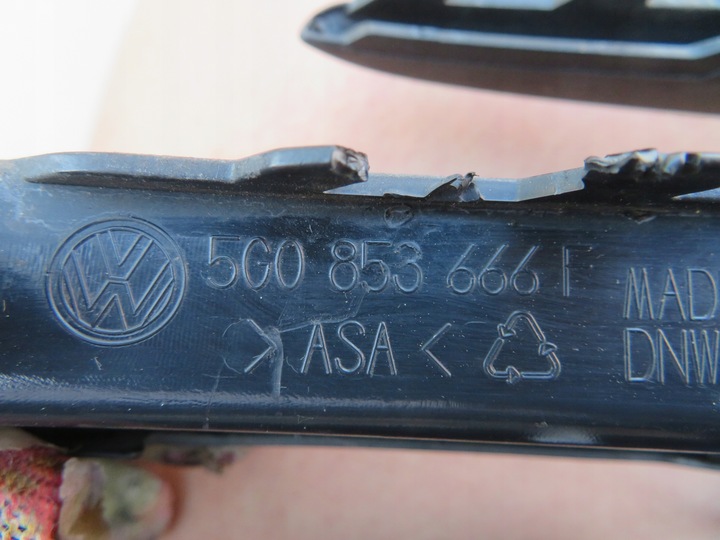 5G0 853 666 F
> ASA <
MAD
DNW